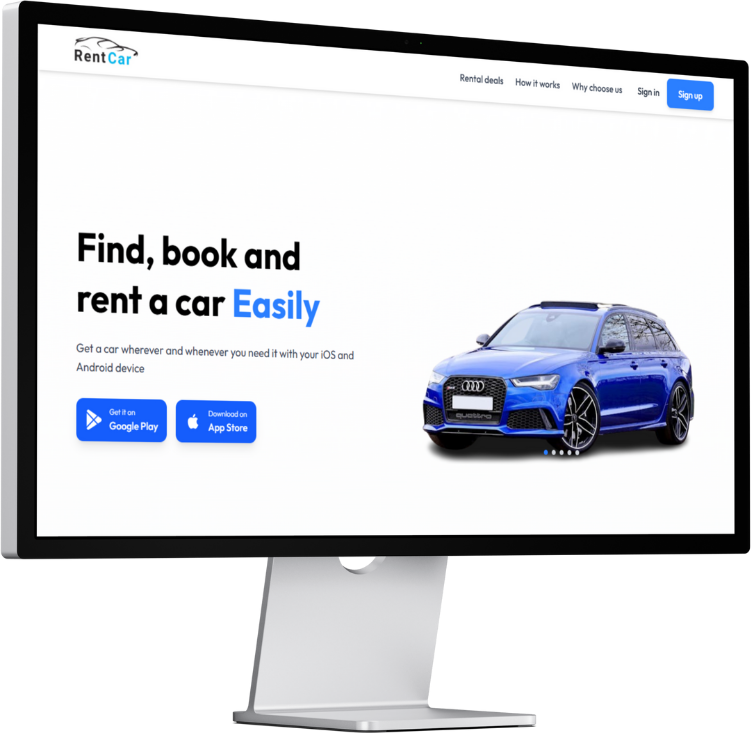 RentCar
Rental deals
How it works
Why choose us
Sign in
Sign up
Find, book and
rent a car Easily
Get a car wherever and whenever you need it with your iOS and
Android device
Get it on
Google Play
Download on
App Store
quattro